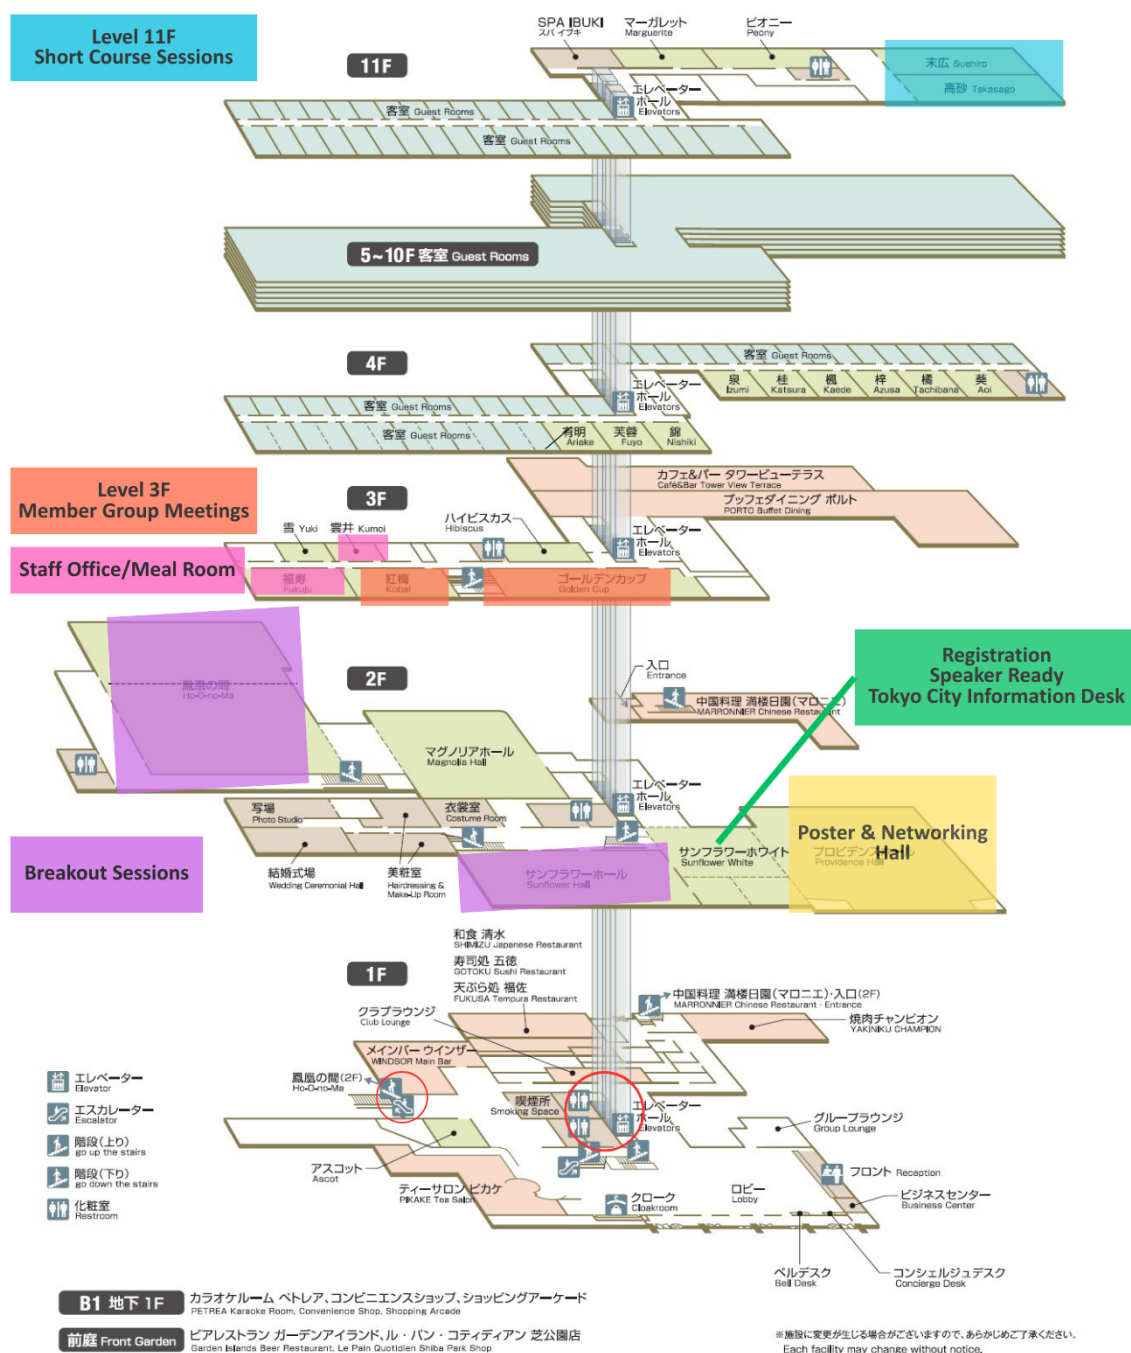 Level 11F
Short Course Sessions
SPA IBUKI
スパ イブキ
マーガレット
Marguerite
ピオニー
Peony
11F
末広 Suehiro
高砂 Takasago
エレベーター
ホール
Elevators
客室 Guest Rooms
客室 Guest Rooms
5~10F 客室 Guest Rooms
4F
客室 Guest Rooms
泉
Izumi
桂
Katsura
楓
Kaede
梓
Azusa
橘
Tachibana
葵
Aoi
エレベーター
ホール
Elevators
客室 Guest Rooms
客室 Guest Rooms
有明
Ariake
芙蓉
Fuyo
錦
Nishiki
Level 3F
Member Group Meetings
3F
カフェ&バー タワービューテラス
Café&Bar Tower View Terrace
ブッフェダイニング ポルト
PORTO Buffet Dining
雪 Yuki
雲井 Kumoi
ハイビスカス
Hibiscus
エレベーター
ホール
Elevators
Staff Office/Meal Room
福寿
Fukuju
紅梅
Kobai
ゴールデンカップ
Golden Cup
Registration
Speaker Ready
Tokyo City Information Desk
2F
入口
Entrance
鳳凰の間
Ho-O-no-Ma
中国料理 満楼日園(マロニエ)
MARRONNIER Chinese Restaurant
マグノリアホール
Magnolia Hall
エレベーター
ホール
Elevators
写場
Photo Studio
衣裳室
Costume Room
Poster & Networking
Hall
サンフラワーホワイト
Sunflower White
プロビデンスホール
Providence Hall
Breakout Sessions
結婚式場
Wedding Ceremonial Hall
美粧室
Hairdressing &
Make-Up Room
サンフラワーホール
Sunflower Hall
1F
和食 清水
SHIMIZU Japanese Restaurant
寿司処 五徳
GOTOKU Sushi Restaurant
天ぷら処 福佐
FUKUSA Tempura Restaurant
クラブラウンジ
Club Lounge
中国料理 満楼日園(マロニエ)・入口(2F)
MARRONNIER Chinese Restaurant・Entrance
焼肉チャンピオン
YAKINIKU CHAMPION
メインバー ウインザー
WINDSOR Main Bar
鳳凰の間(2F)
Ho-O-no-Ma
喫煙所
Smoking Space
エレベーター
ホール
Elevators
グループラウンジ
Group Lounge
アスコット
Ascot
ティーサロン ピカケ
PIKAKE Tea Salon
クローク
Cloakroom
ロビー
Lobby
フロント Reception
ビジネスセンター
Business Center
ベルデスク
Bell Desk
コンシェルジュデスク
Concierge Desk
エレベーター
Elevator
エスカレーター
Escalator
階段(上り)
go up the stairs
階段(下り)
go down the stairs
化粧室
Restroom
B1 地下 1F
カラオケルーム ペトレア、コンビニエンスショップ、ショッピングアーケード
PETREA Karaoke Room, Convenience Shop, Shopping Arcade
前庭 Front Garden
ビアレストラン ガーデンアイランド、ル・パン・コティディアン 芝公園店
Garden Islands Beer Restaurant, Le Pain Quotidien Shiba Park Shop
※施設に変更が生じる場合がございますので、あらかじめご了承ください。
Each facility may change without notice.